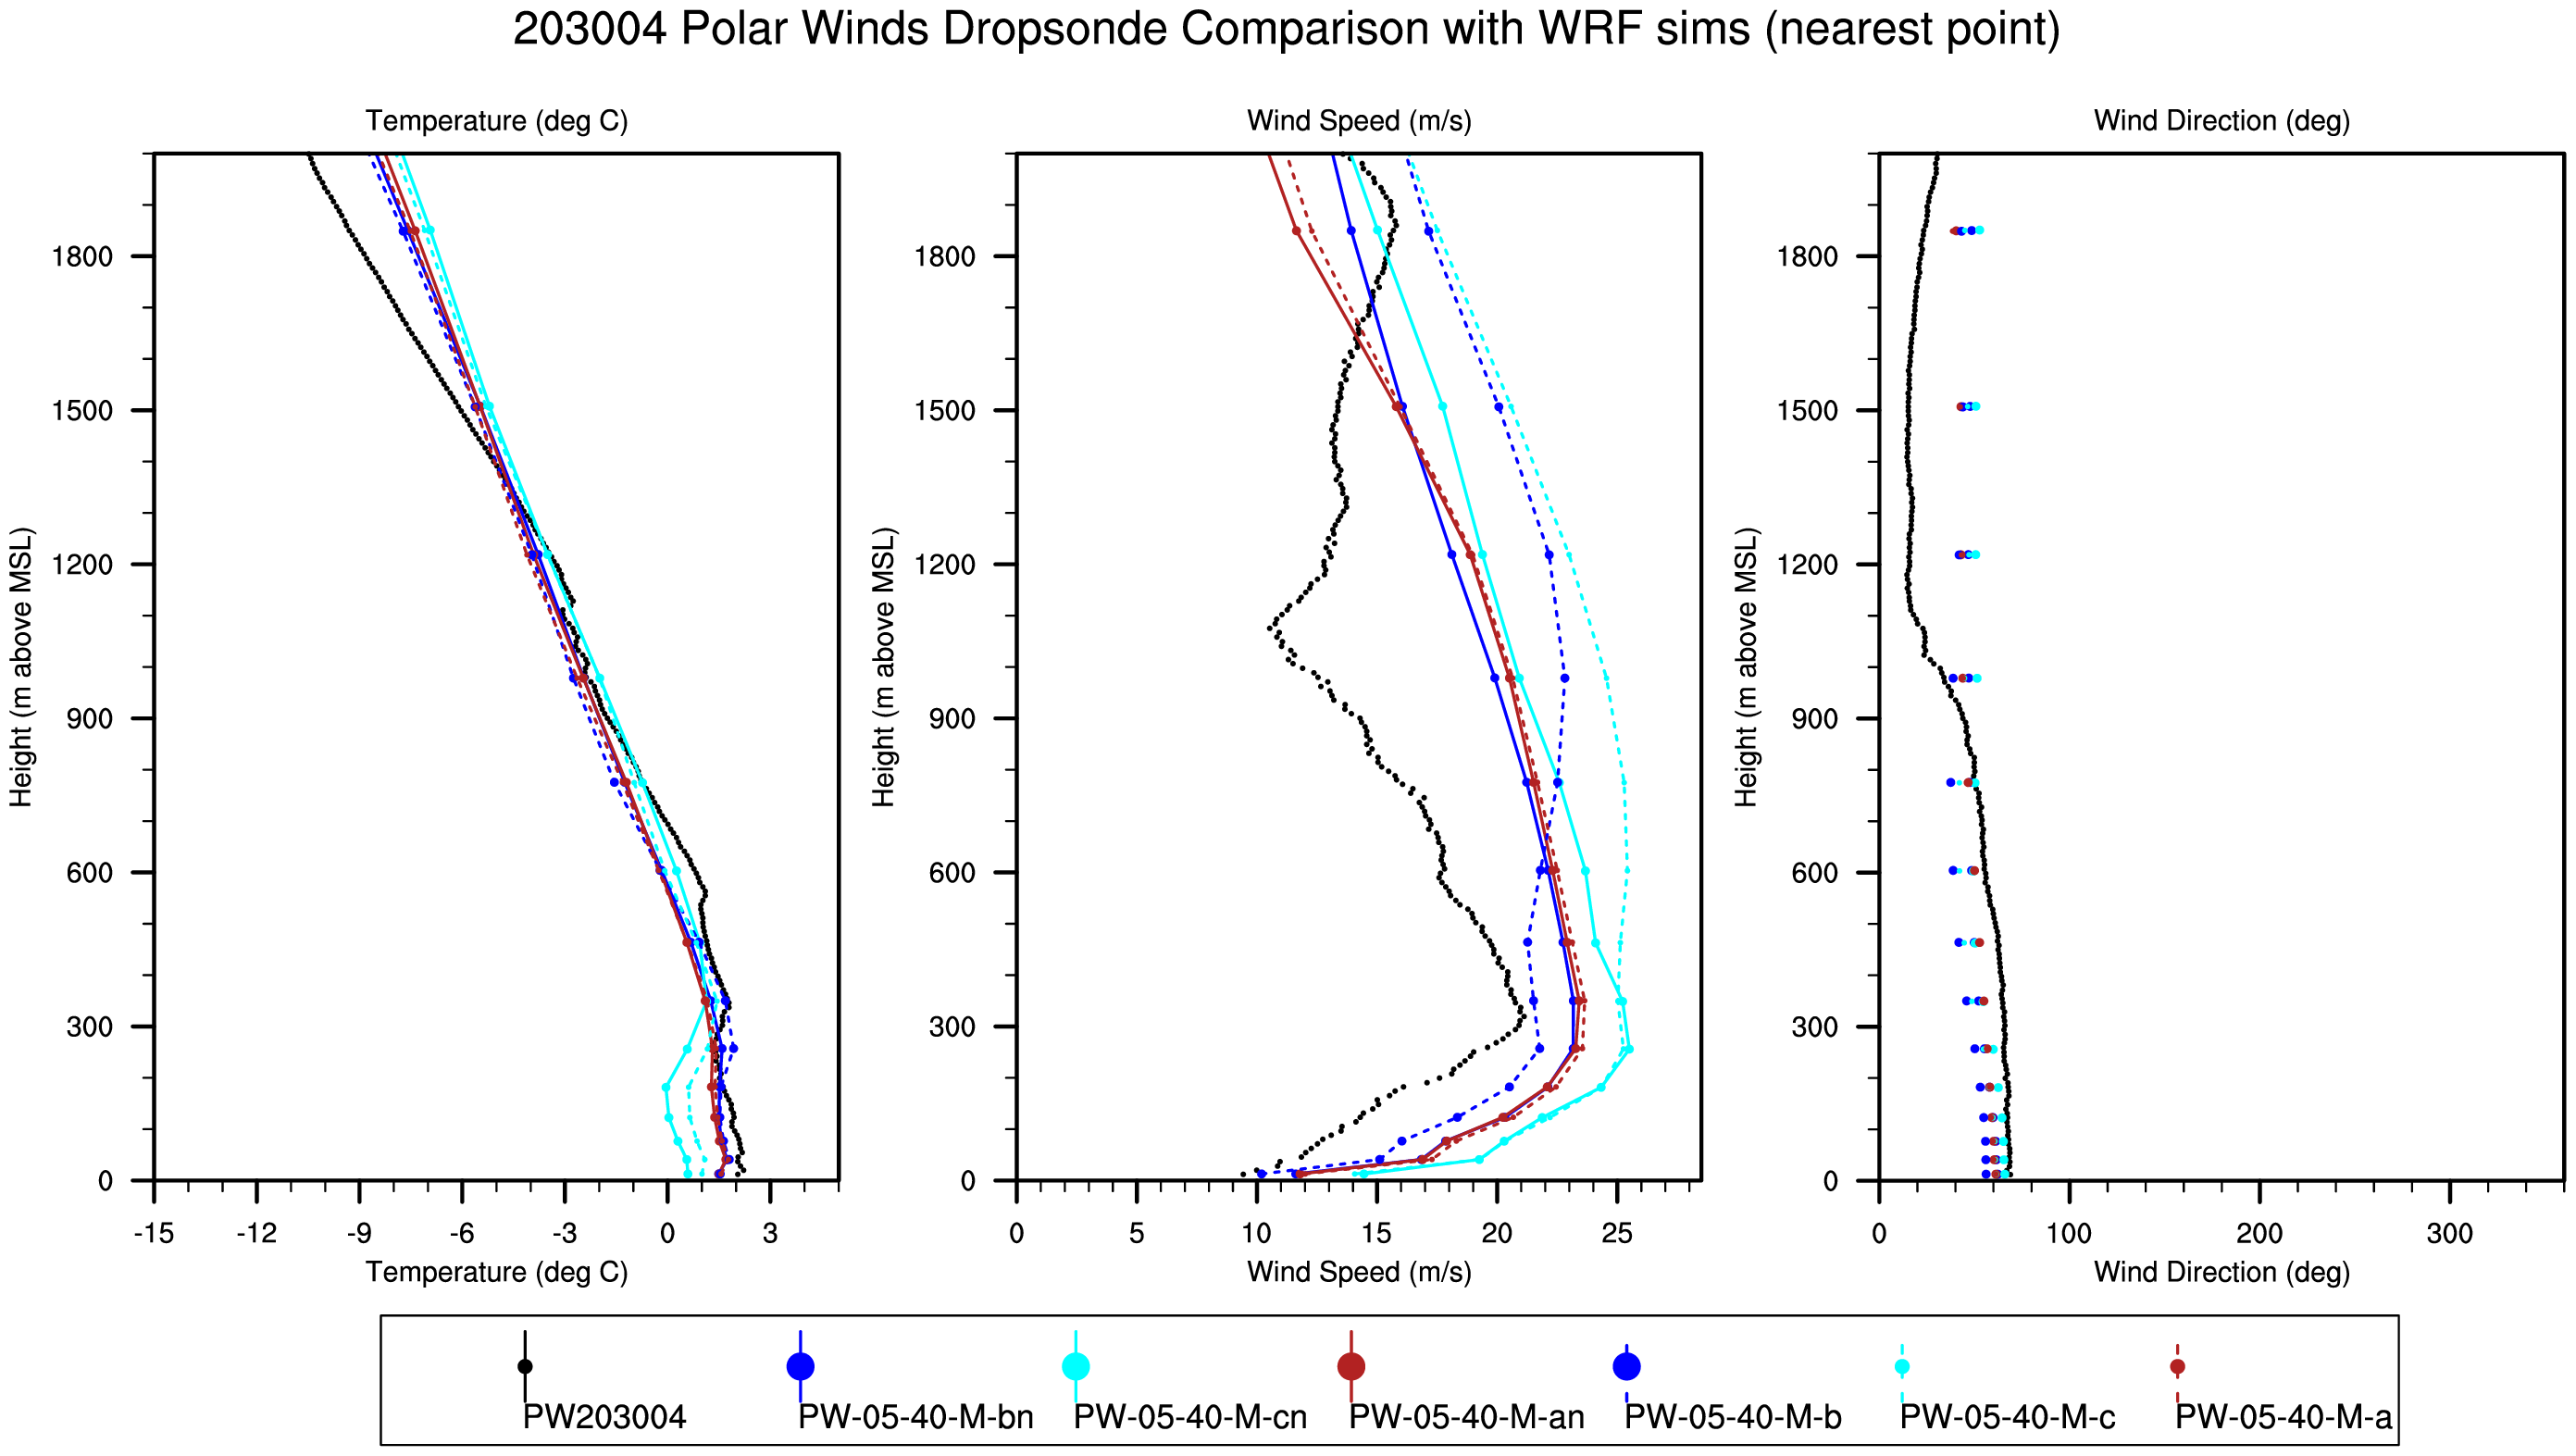 203004 Polar Winds Dropsonde Comparison with WRF sims (nearest point)
Temperature (deg C)
Wind Speed (m/s)
Wind Direction (deg)
Height (m above MSL)
1800
1500
1200
900
600
300
0
-15 -12 -9 -6 -3 0 3
Temperature (deg C)
Height (m above MSL)
1800
1500
1200
900
600
300
0
0 5 10 15 20 25
Wind Speed (m/s)
Height (m above MSL)
1800
1500
1200
900
600
300
0
0 100 200 300
Wind Direction (deg)
PW203004 PW-05-40-M-bn PW-05-40-M-cn PW-05-40-M-an PW-05-40-M-b PW-05-40-M-c PW-05-40-M-a